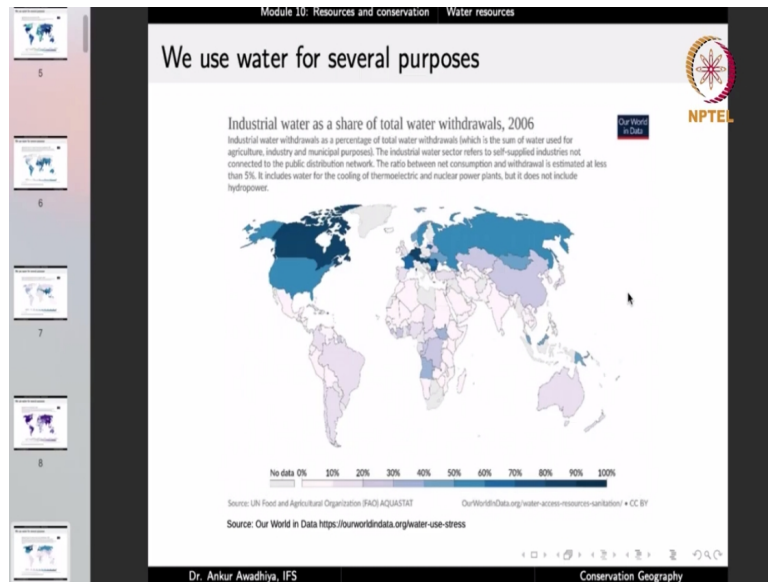 Module 10: Resources and conservation Water resources
We use water for several purposes
NPTEL
Industrial water as a share of total water withdrawals, 2006
Our World
in Data
Industrial water withdrawals as a percentage of total water withdrawals (which is the sum of water used for
agriculture, industry and municipal purposes). The industrial water sector refers to self-supplied industries not
connected to the public distribution network. The ratio between net consumption and withdrawal is estimated at less
than 5%. It includes water for the cooling of thermoelectric and nuclear power plants, but it does not include
hydropower.
5
6
7
8
No data 0% 10% 20% 30% 40% 50% 60% 70% 80% 90% 100%
Source: UN Food and Agricultural Organization (FAO) AQUASTAT OurWorldInData.org/water-access-resources-sanitation/ • CC BY
Source: Our World in Data https://ourworldindata.org/water-use-stress
Dr. Ankur Awadhiya, IFS Conservation Geography